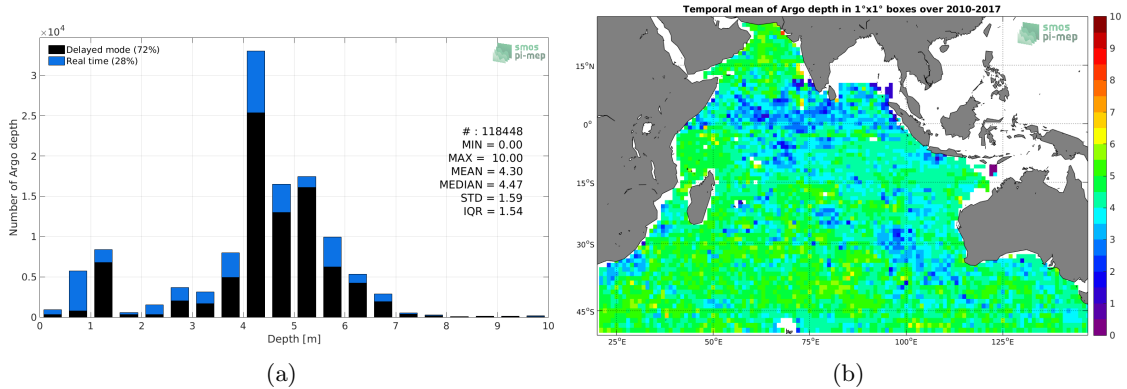 ×10⁴
Delayed mode (72%)
Real time (28%)
smos
pi-mep
# : 118448
MIN = 0.00
MAX = 10.00
MEAN = 4.30
MEDIAN = 4.47
STD = 1.59
IQR = 1.54
Number of Argo depth
3
2.5
2
1.5
1
0.5
0
0 1 2 3 4 5 6 7 8 9 10
Depth [m]
(a)
Temporal mean of Argo depth in 1°x1° boxes over 2010-2017
smos
pi-mep
15°N
0°
15°S
30°S
45°S
25°E 50°E 75°E 100°E 125°E
10
9
8
7
6
5
4
3
2
1
0
(b)